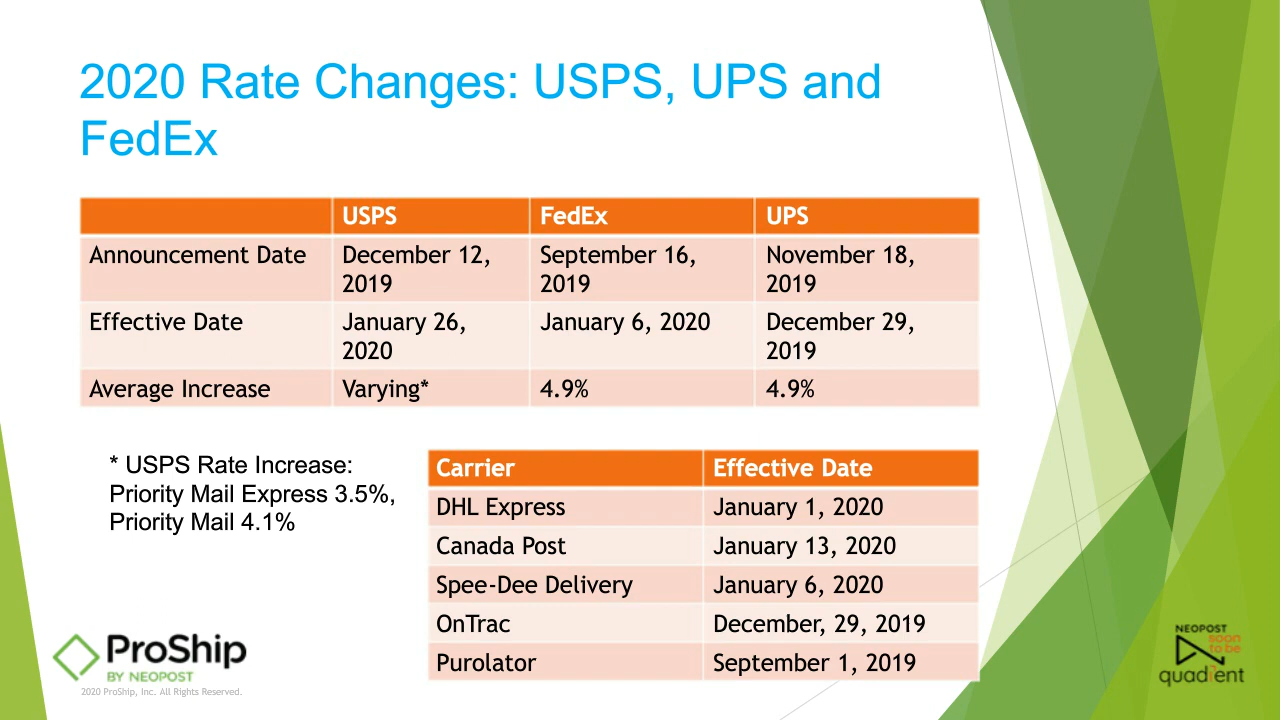 2020 Rate Changes: USPS, UPS and
FedEx
USPS FedEx UPS
Announcement Date December 12, 2019 September 16, 2019 November 18, 2019
Effective Date January 26, 2020 January 6, 2020 December 29, 2019
Average Increase Varying* 4.9% 4.9%
* USPS Rate Increase:
Priority Mail Express 3.5%,
Priority Mail 4.1%
Carrier Effective Date
DHL Express January 1, 2020
Canada Post January 13, 2020
Spee-Dee Delivery January 6, 2020
OnTrac December, 29, 2019
Purolator September 1, 2019
ProShip
BY NEOPOST
2020 ProShip, Inc. All Rights Reserved.
NEOPOST
soon
to be
quadient